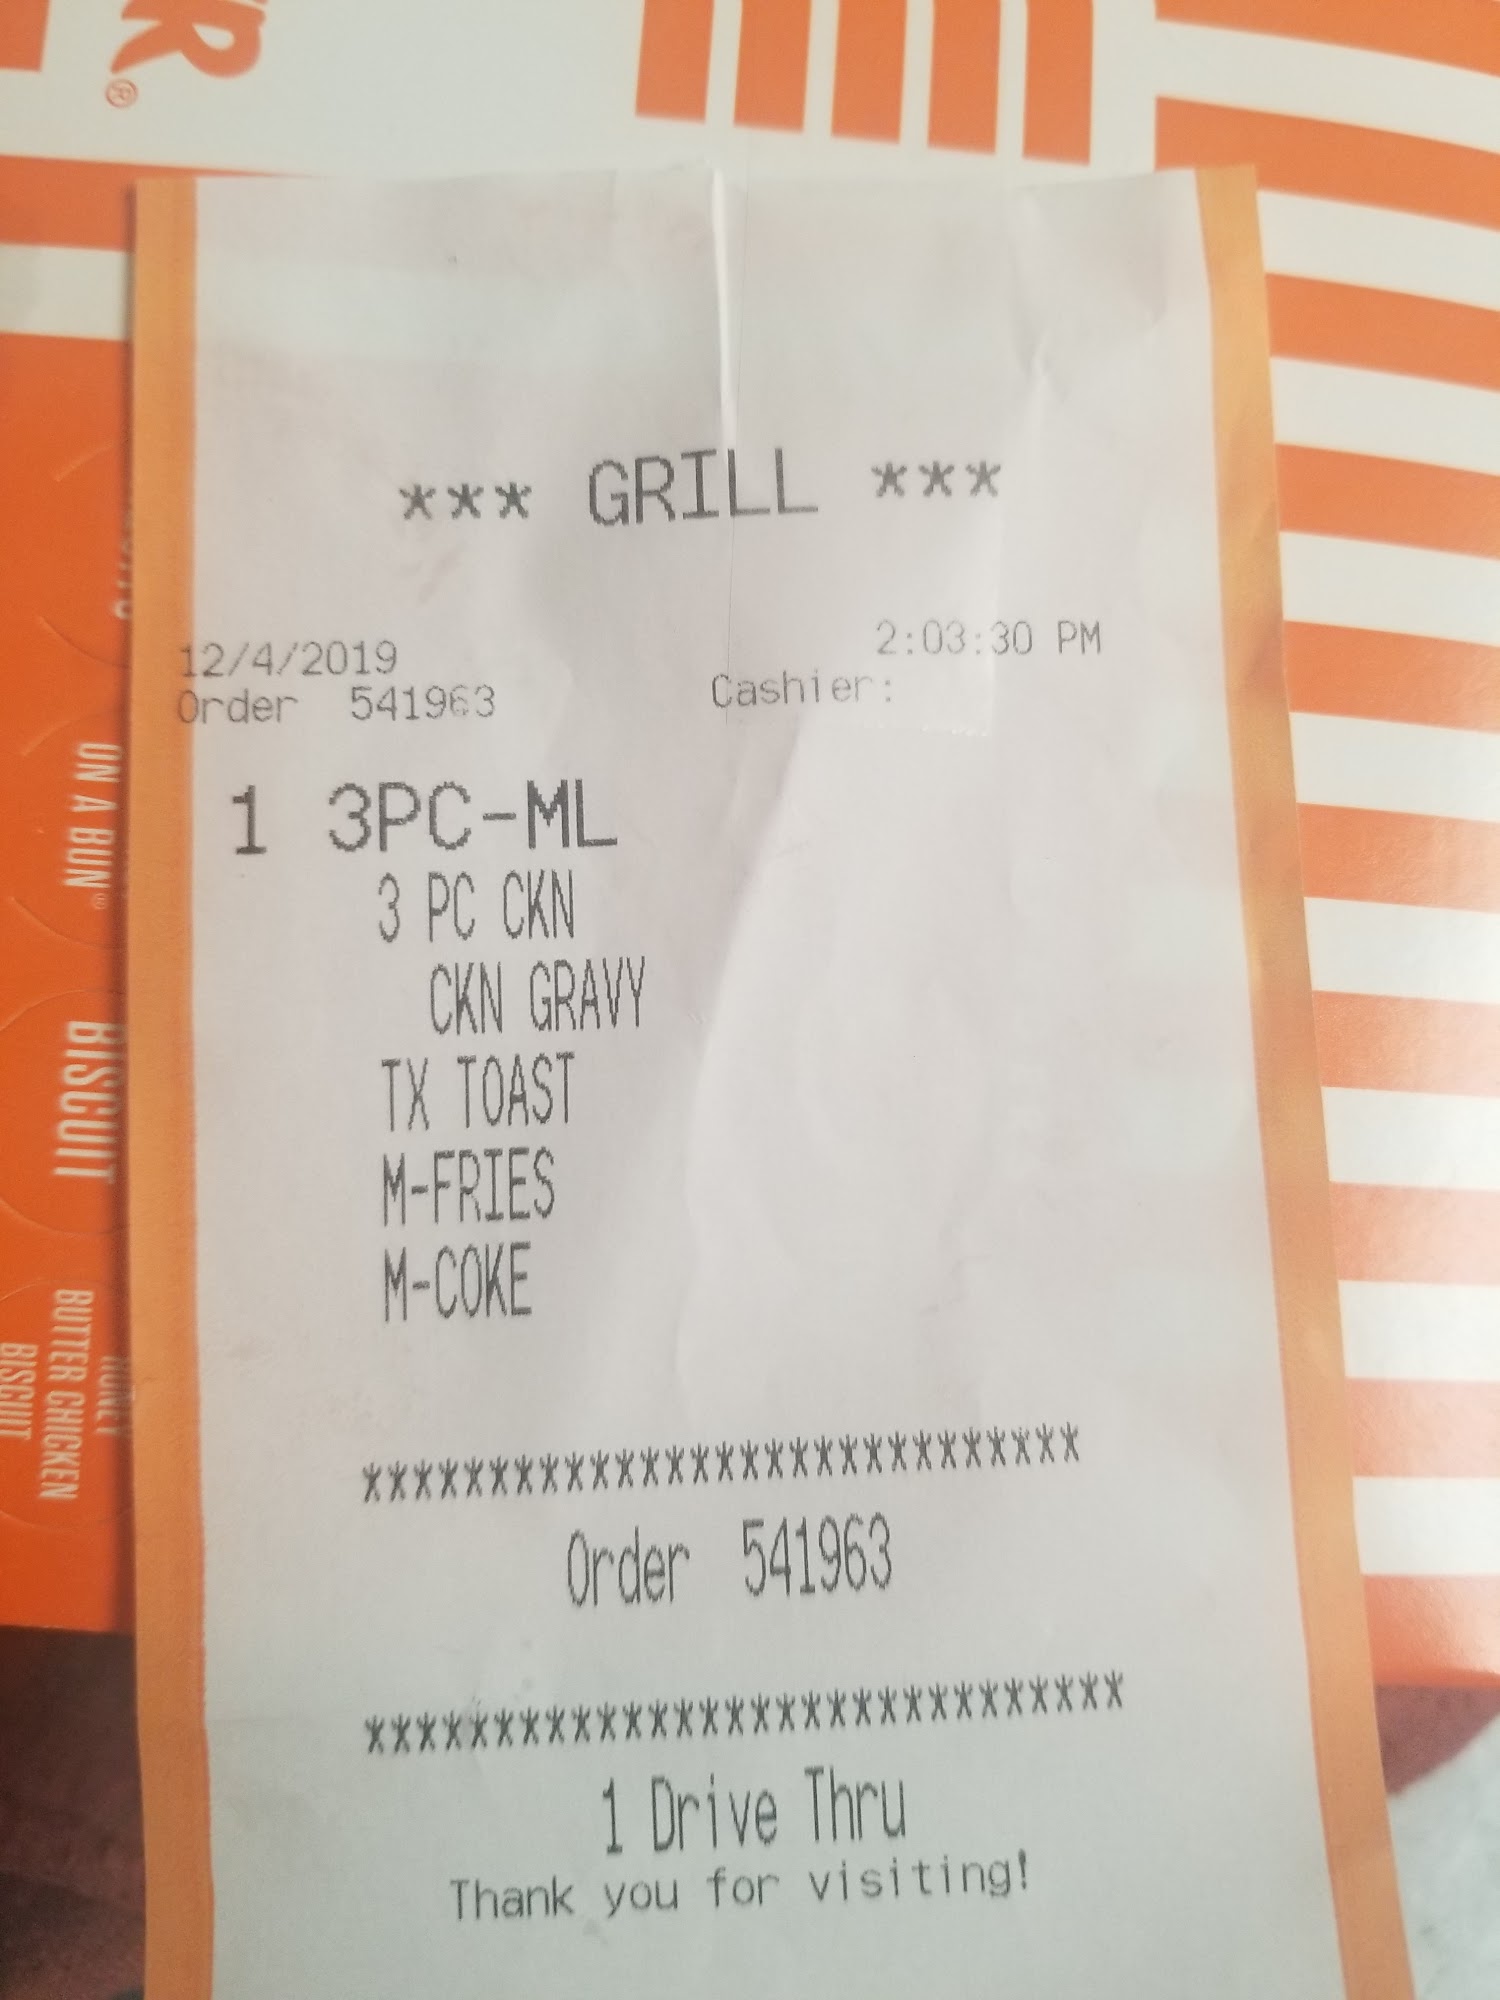 R®
*** GRILL ***
12/4/2019 2:03:30 PM
Order 541963 Cashier:
1 3PC-ML
3 PC CKN
CKN GRAVY
TX TOAST
M-FRIES
M-COKE
*****************************
Order 541963
******************************
1 Drive Thru
Thank you for visiting!
ON A BUN®
BISCUIT
HONEY
BUTTER CHICKEN
BISCUIT